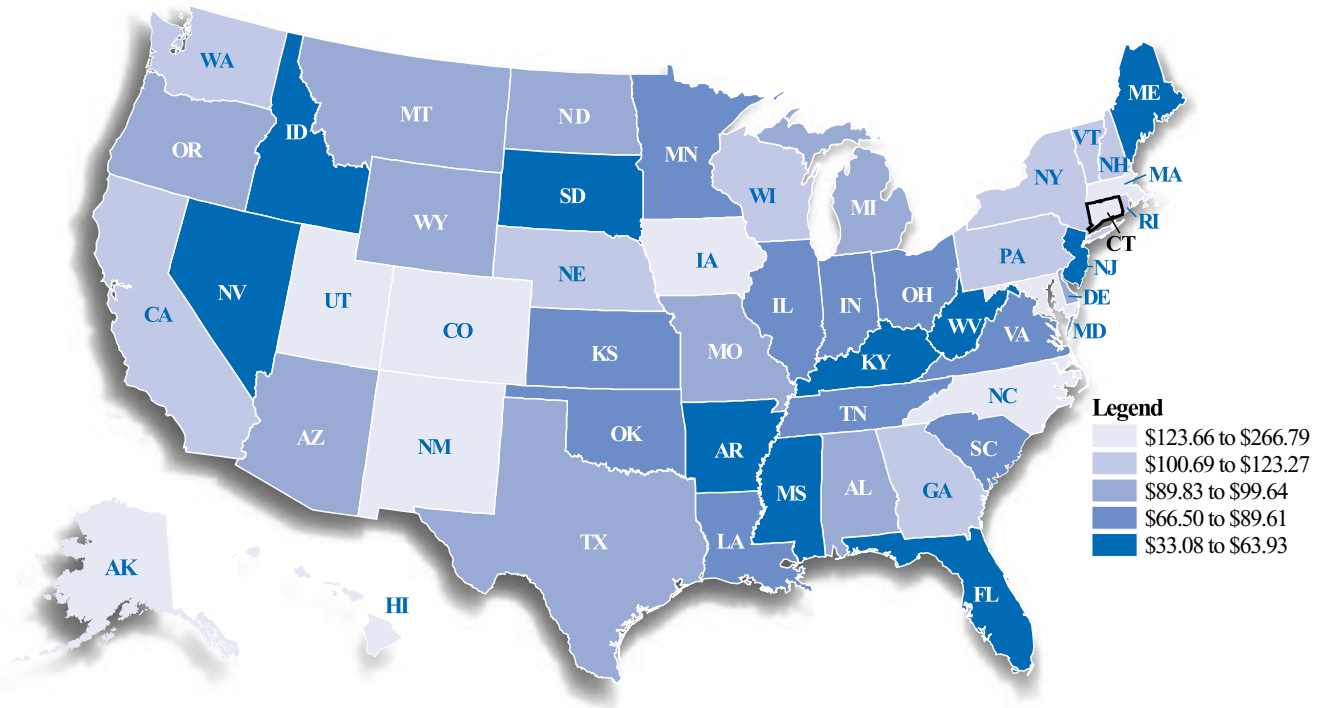 WA
MT
ND
ID
OR
MN
SD
WY
WI
MI
ME
VT
NH
NY
MA
RI
CT
PA
NJ
DE
MD
IA
NE
NV
UT
CO
CA
IL
IN
OH
WV
VA
KS
MO
KY
NC
TN
AZ
NM
OK
AR
SC
MS
AL
GA
TX
LA
FL
AK
HI
Legend
$123.66 to $266.79
$100.69 to $123.27
$89.83 to $99.64
$66.50 to $89.61
$33.08 to $63.93